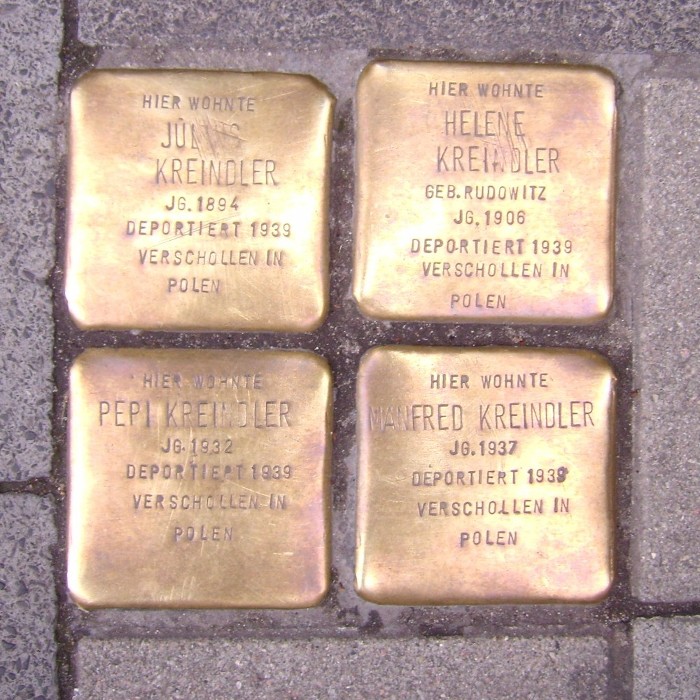 HIER WOHNTE
JULIUS
KREINDLER
JG. 1894
DEPORTIERT 1939
VERSCHOLLEN IN
POLEN
HIER WOHNTE
HELENE
KREINDLER
GEB. RUDOWITZ
JG. 1906
DEPORTIERT 1939
VERSCHOLLEN IN
POLEN
HIER WOHNTE
PEPI KREINDLER
JG. 1932
DEPORTIERT 1939
VERSCHOLLEN IN
POLEN
HIER WOHNTE
MANFRED KREINDLER
JG. 1937
DEPORTIERT 1939
VERSCHOLLEN IN
POLEN